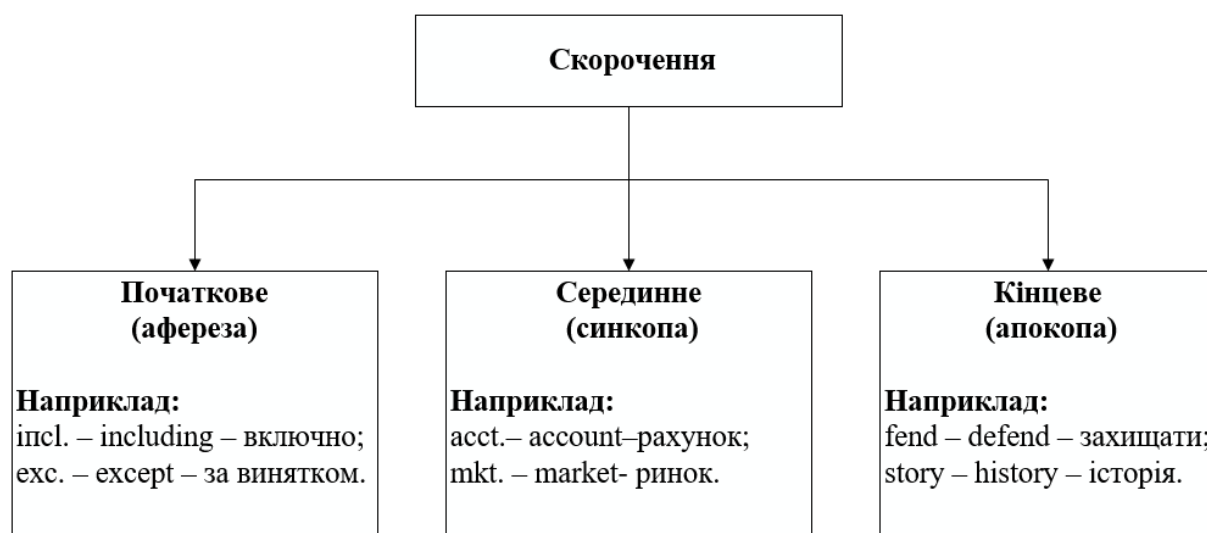 Скорочення
Початкове
(афереза)
Наприклад:
іпсl. – including – включно;
exc. – except – за винятком.
Серединне
(синкопа)
Наприклад:
acct.– account–рахунок;
mkt. – market- ринок.
Кінцеве
(апокопа)
Наприклад:
fend – defend – захищати;
story – history – історія.